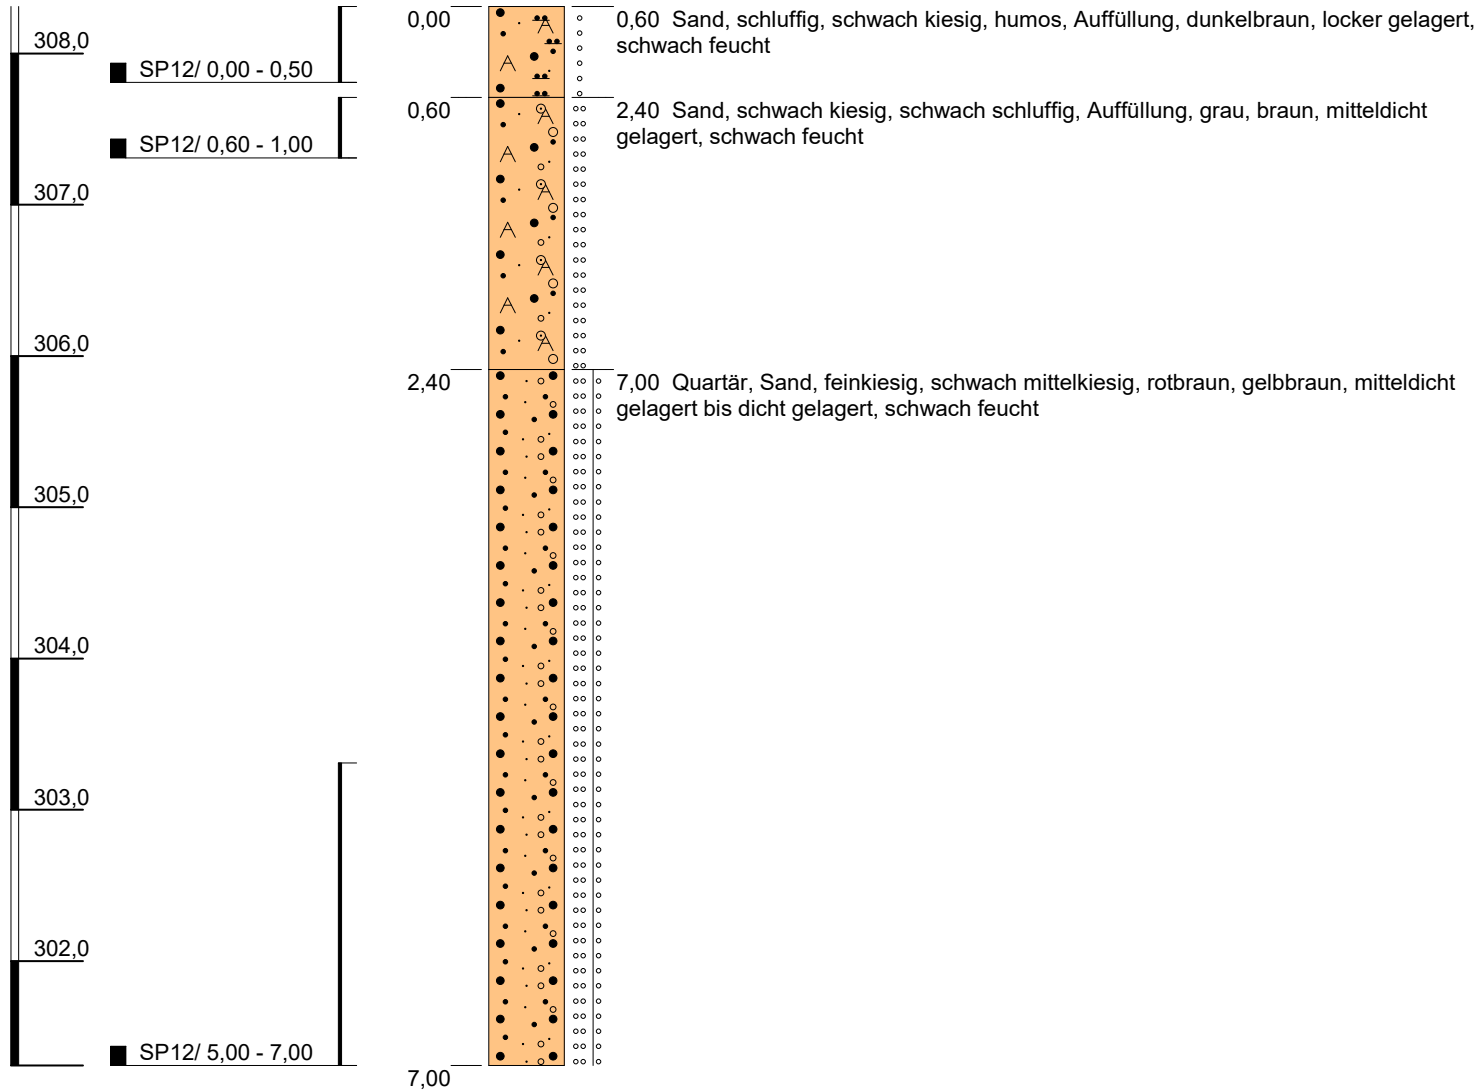 308,0
307,0
306,0
305,0
304,0
303,0
302,0
SP12/ 0,00 - 0,50
SP12/ 0,60 - 1,00
SP12/ 5,00 - 7,00
0,00
0,60
2,40
7,00
0,60 Sand, schluffig, schwach kiesig, humos, Auffüllung, dunkelbraun, locker gelagert,
schwach feucht
2,40 Sand, schwach kiesig, schwach schluffig, Auffüllung, grau, braun, mitteldicht
gelagert, schwach feucht
7,00 Quartär, Sand, feinkiesig, schwach mittelkiesig, rotbraun, gelbbraun, mitteldicht
gelagert bis dicht gelagert, schwach feucht
A
A
A
A
A
A
A
A
A